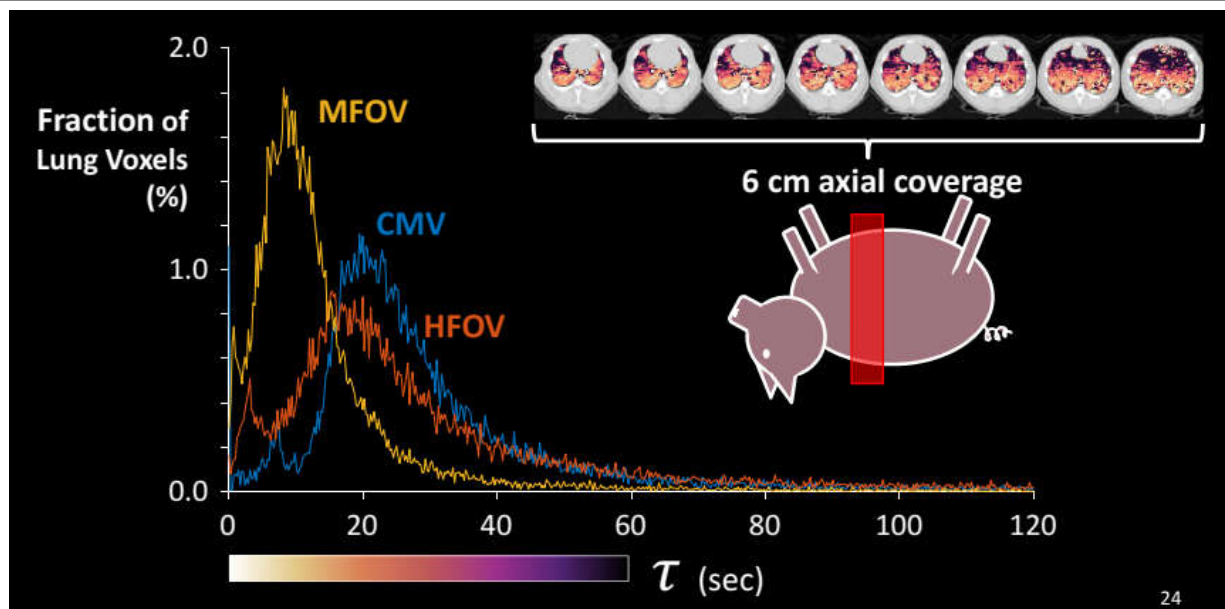 2.0
Fraction of
Lung Voxels
(%)
MFOV
CMV
1.0
HFOV
0.0
0 20 40 60 80 100 120
τ (sec)
6 cm axial coverage
24